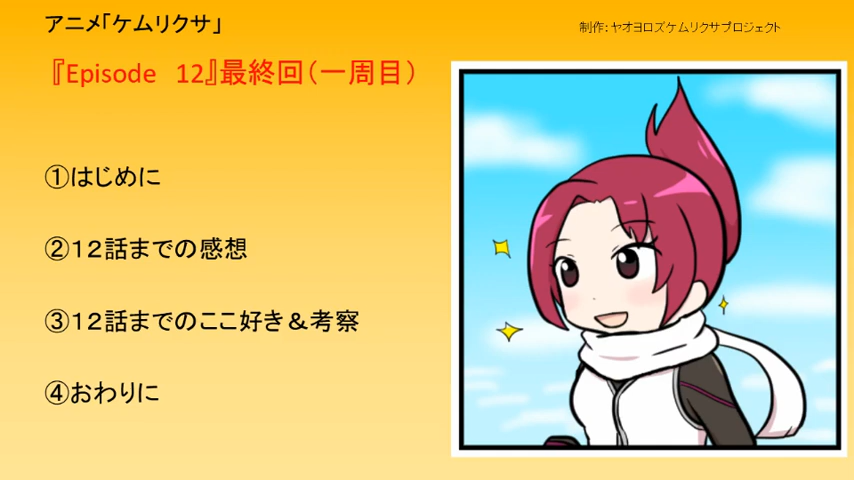 アニメ「ケムリクサ」
制作：ヤオヨロズケムリクサプロジェクト
『Episode　12』最終回（一周目）
①はじめに
②１２話までの感想
③１２話までのここ好き＆考察
④おわりに